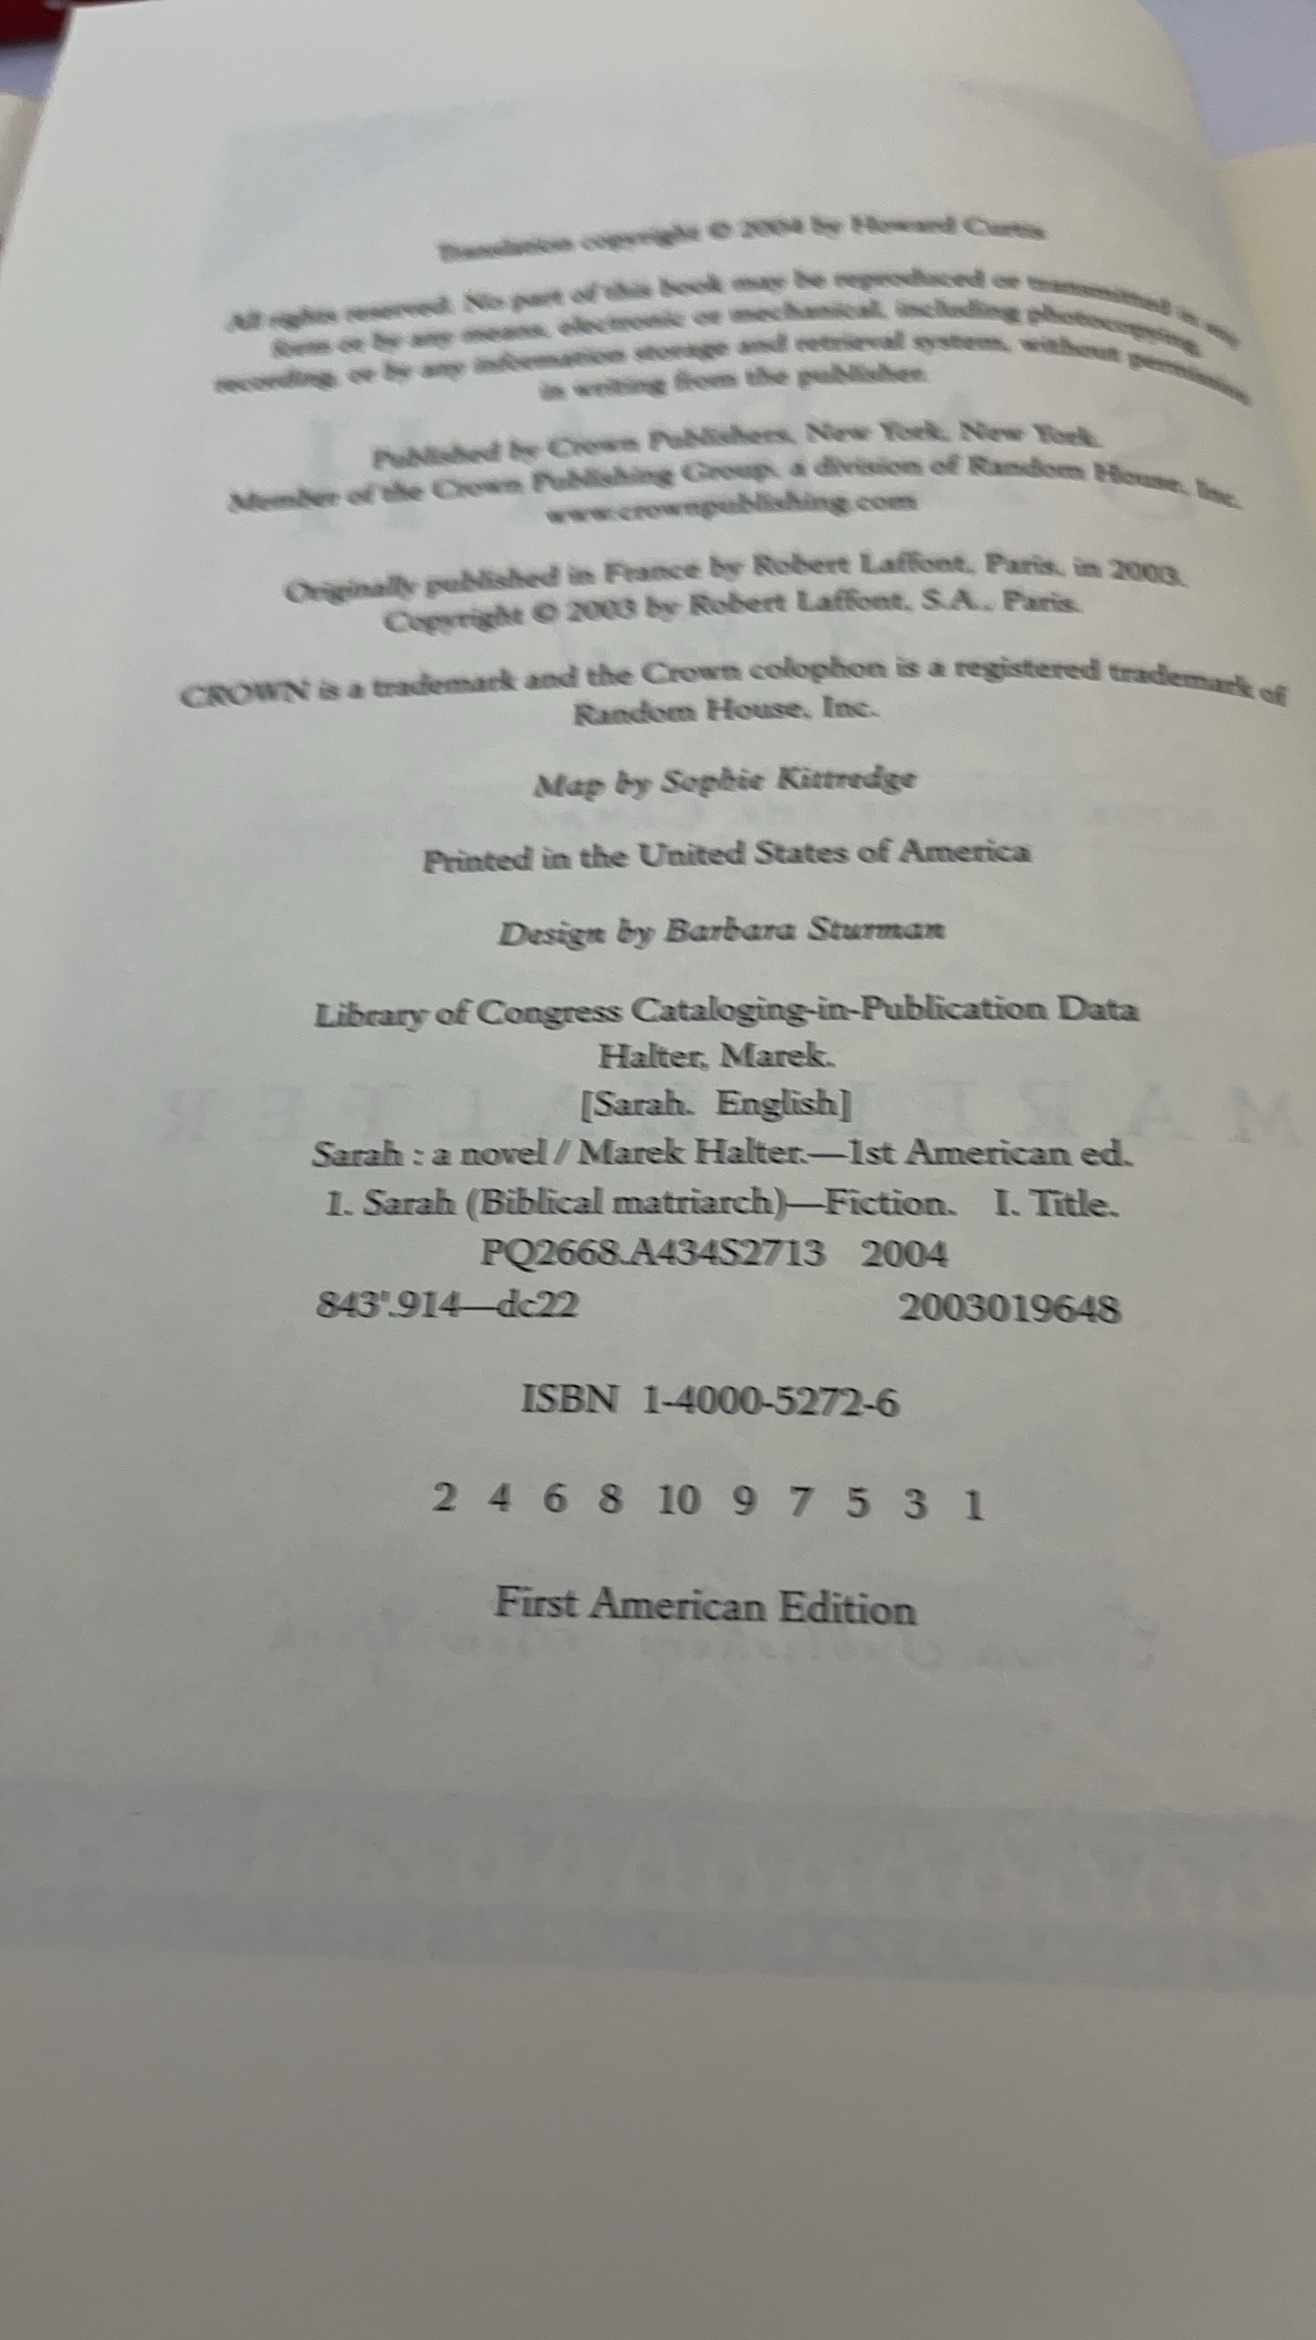 Translation copyright © 2004 by Howard Curtis
All rights reserved. No part of this book may be reproduced or transmitted in any
form or by any means, electronic or mechanical, including photocopying,
recording, or by any information storage and retrieval system, without permission
in writing from the publisher.
Published by Crown Publishers, New York, New York.
Member of the Crown Publishing Group, a division of Random House, Inc.
www.crownpublishing.com
Originally published in France by Robert Laffont, Paris, in 2003.
Copyright © 2003 by Robert Laffont, S.A., Paris.
CROWN is a trademark and the Crown colophon is a registered trademark of
Random House, Inc.
Map by Sophie Kittredge
Printed in the United States of America
Design by Barbara Sturman
Library of Congress Cataloging-in-Publication Data
Halter, Marek.
[Sarah. English]
Sarah : a novel / Marek Halter.—1st American ed.
1. Sarah (Biblical matriarch)—Fiction. I. Title.
PQ2668.A434S2713 2004
843'.914—dc22 2003019648
ISBN 1-4000-5272-6
2 4 6 8 10 9 7 5 3 1
First American Edition